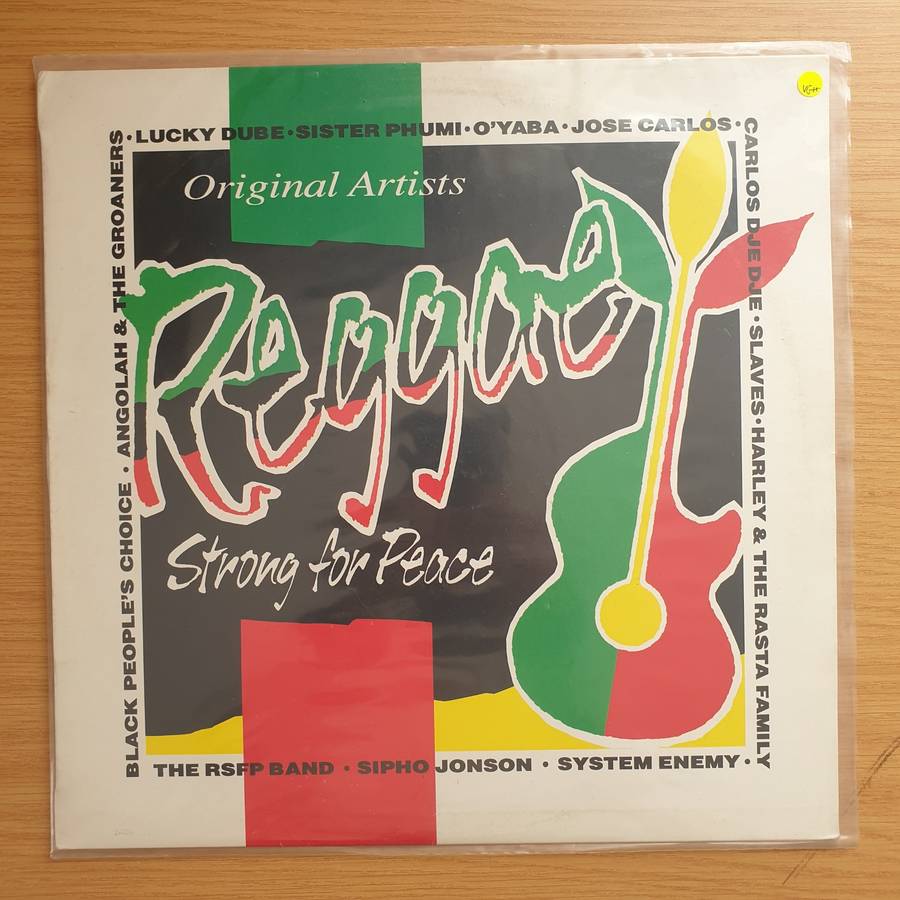 LUCKY DUBE • SISTER PHUMI • O'YABA • JOSE CARLOS •
CARLOS DJE DJE • SLAVES • HARLEY & THE RASTA FAMILY
Original Artists
Reggae
Strong for Peace
THE RSFP BAND • SIPHO JONSON • SYSTEM ENEMY •
BLACK PEOPLE'S CHOICE • ANGOLAH & THE GROANERS •
VG++